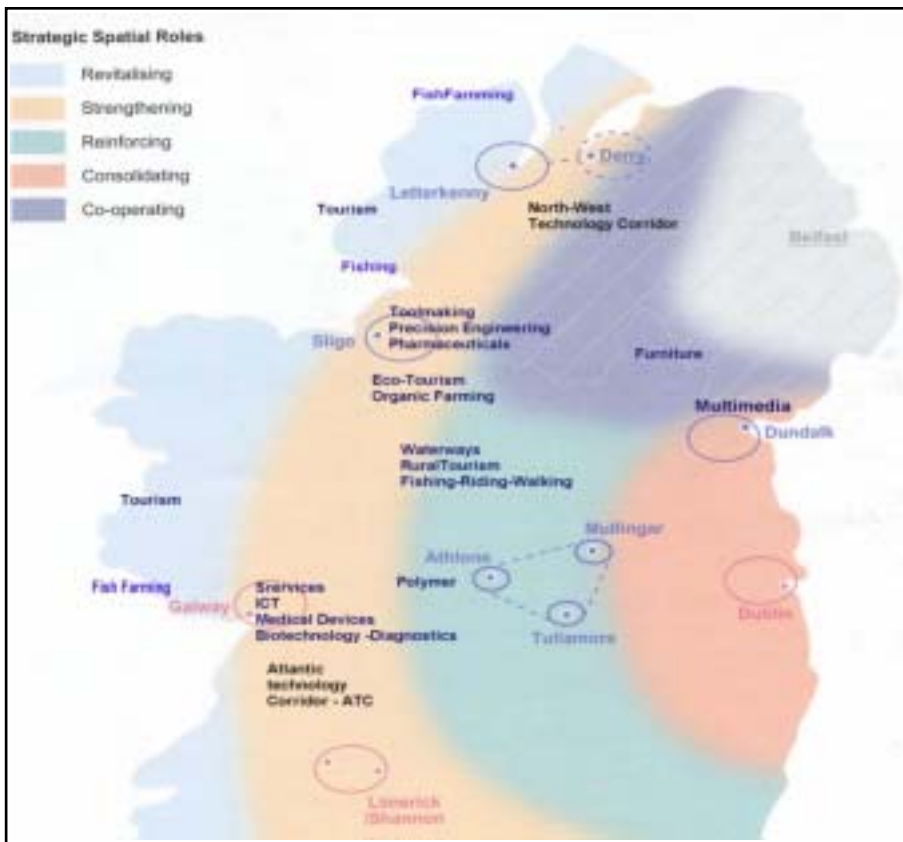 Strategic Spatial Roles
Revitalising
Strengthening
Reinforcing
Consolidating
Co-operating
FishFarmming
Derry
Letterkenny
North-West
Technology Corridor
Tourism
Belfast
Fishing
Toolmaking
Precision Engineering
Pharmaceuticals
Sligo
Furniture
Eco-Tourism
Organic Farming
Multimedia
Dundalk
Waterways
RuralTourism
Fishing-Riding-Walking
Tourism
Mullingar
Athlone
Polymer
Fish Farming
Galway
Srervices
ICT
Medical Devices
Biotechnology -Diagnostics
Dublin
Tullamore
Atlantic
technology
Corridor - ATC
Limerick
/Shannon